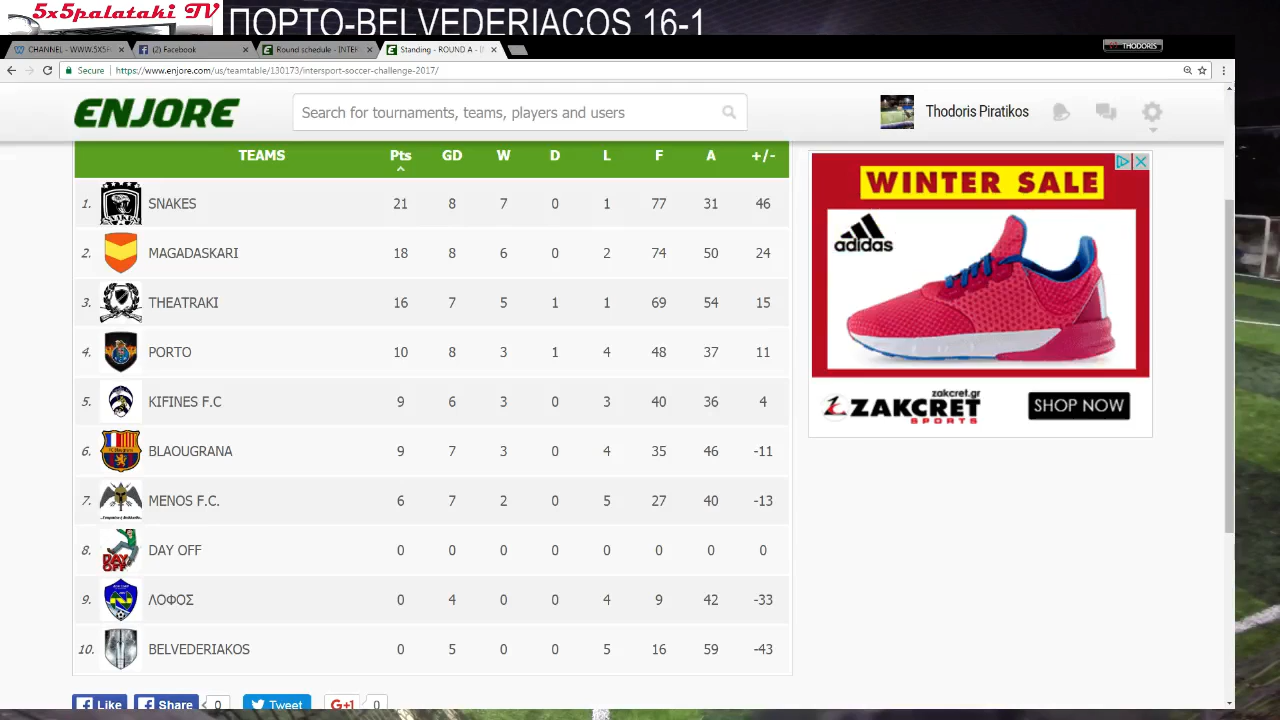 5x5palataki TV
ΠΟΡΤΟ-BELVEDERIACOS 16-1
CHANNEL - WWW.5X5P
(2) Facebook
Round schedule - INTER
Standing - ROUND A - I
THODORIS
Secure
https://www.enjore.com/us/teamtable/130173/intersport-soccer-challenge-2017/
ENJORE
Search for tournaments, teams, players and users
Thodoris Piratikos
TEAMS Pts GD W D L F A +/-
1. SNAKES 21 8 7 0 1 77 31 46
2. MAGADASKARI 18 8 6 0 2 74 50 24
3. THEATRAKI 16 7 5 1 1 69 54 15
4. PORTO 10 8 3 1 4 48 37 11
5. KIFINES F.C 9 6 3 0 3 40 36 4
6. BLAOUGRANA 9 7 3 0 4 35 46 -11
7. MENOS F.C. 6 7 2 0 5 27 40 -13
8. DAY OFF 0 0 0 0 0 0 0 0
DAY OFF
9. ΛΟΦΟΣ 0 4 0 0 4 9 42 -33
10. BELVEDERIAKOS 0 5 0 0 5 16 59 -43
WINTER SALE
adidas
zakcret.gr
ZAKCRET
SPORTS
SHOP NOW
Like
Share
0
Tweet
G+1
0